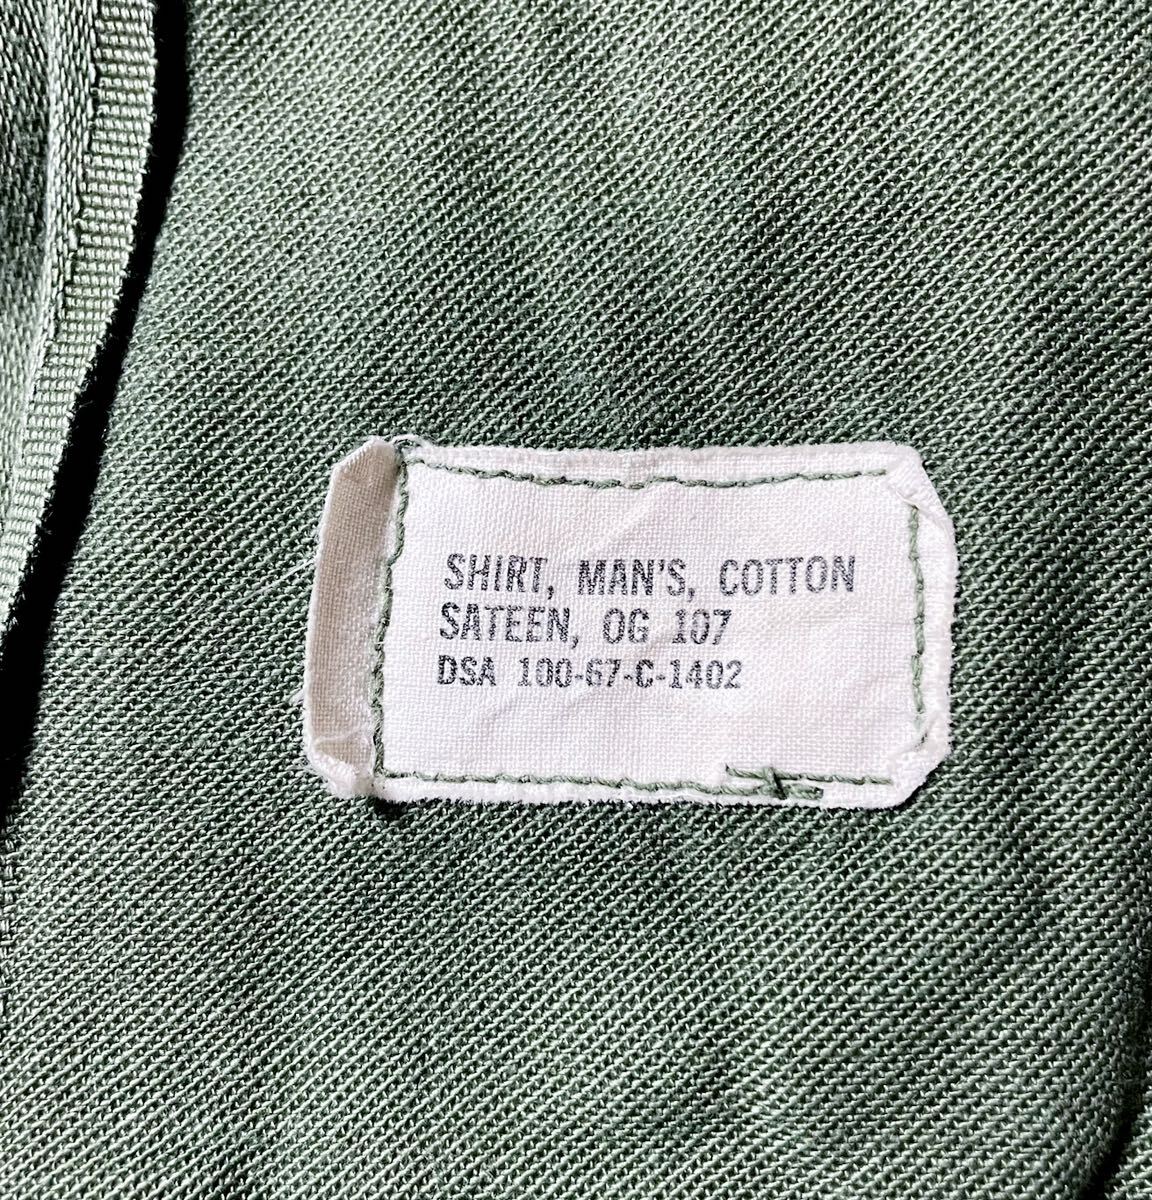 SHIRT, MAN'S, COTTON
SATEEN, OG 107
DSA 100-67-C-1402